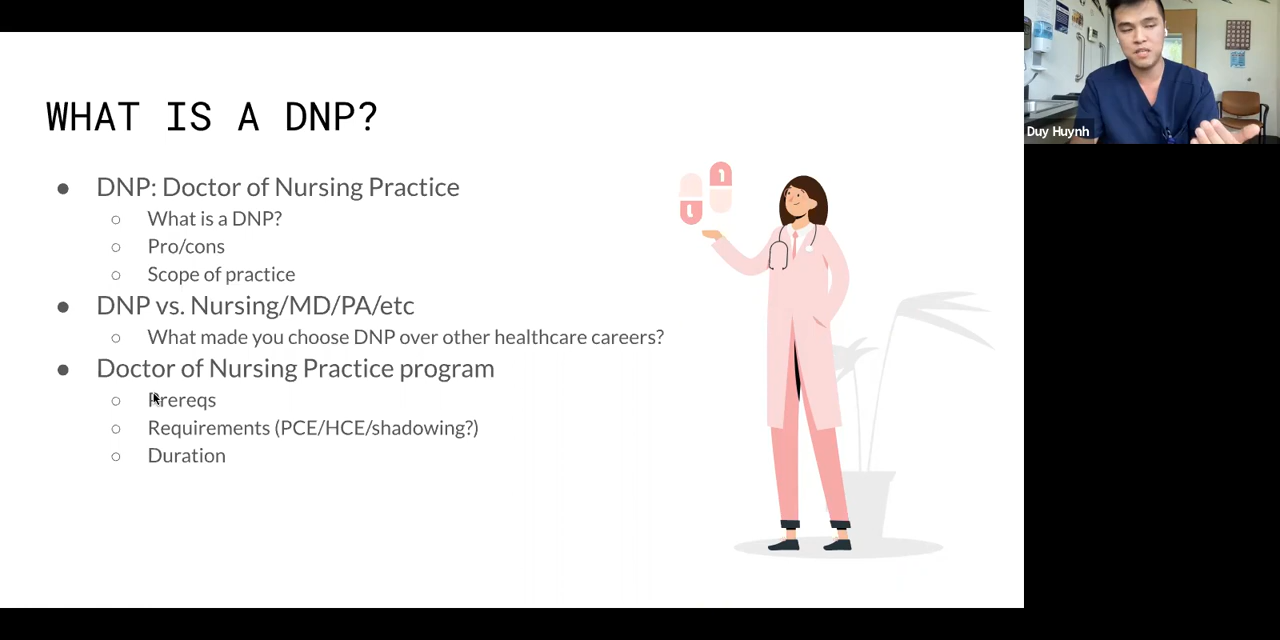 WHAT IS A DNP?
● DNP: Doctor of Nursing Practice
○ What is a DNP?
○ Pro/cons
○ Scope of practice
● DNP vs. Nursing/MD/PA/etc
○ What made you choose DNP over other healthcare careers?
● Doctor of Nursing Practice program
○ Prereqs
○ Requirements (PCE/HCE/shadowing?)
○ Duration
Duy Huynh